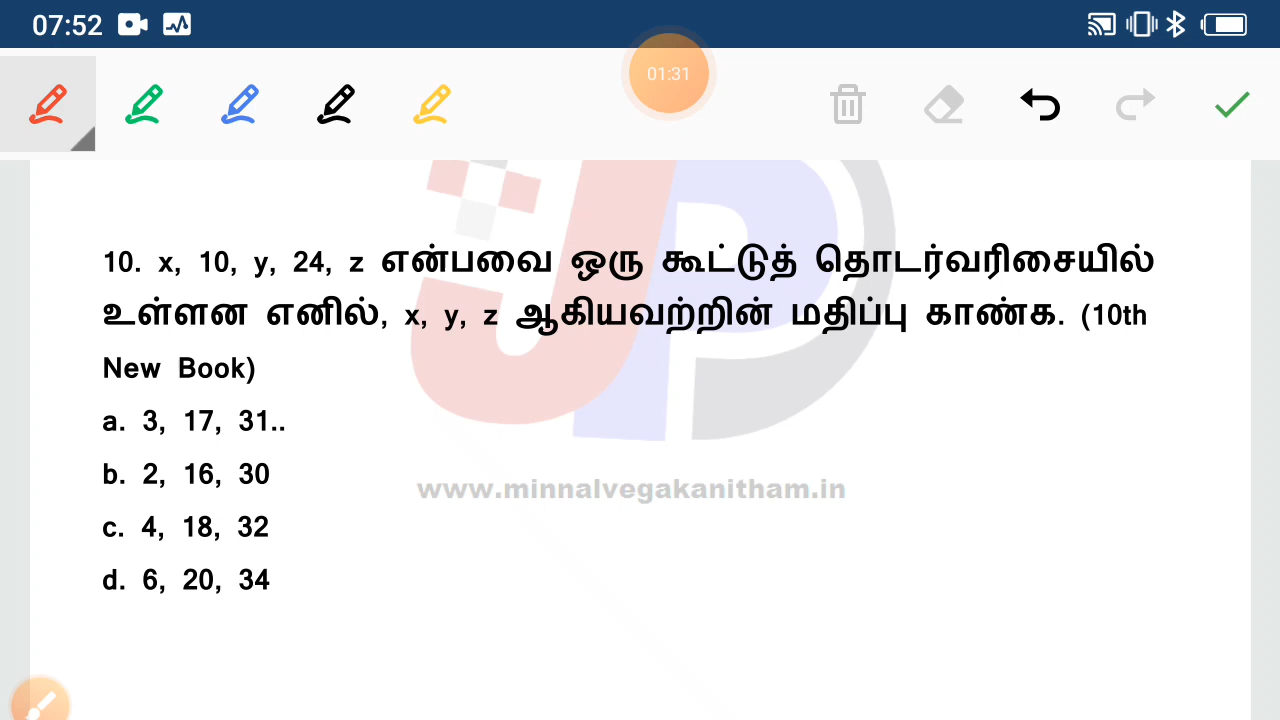 07:52
01:31
10. x, 10, y, 24, z என்பவை ஒரு கூட்டுத் தொடர்வரிசையில்
உள்ளன எனில், x, y, z ஆகியவற்றின் மதிப்பு காண்க. (10th
New Book)
a. 3, 17, 31..
b. 2, 16, 30
www.minnalvegakanitham.in
c. 4, 18, 32
d. 6, 20, 34